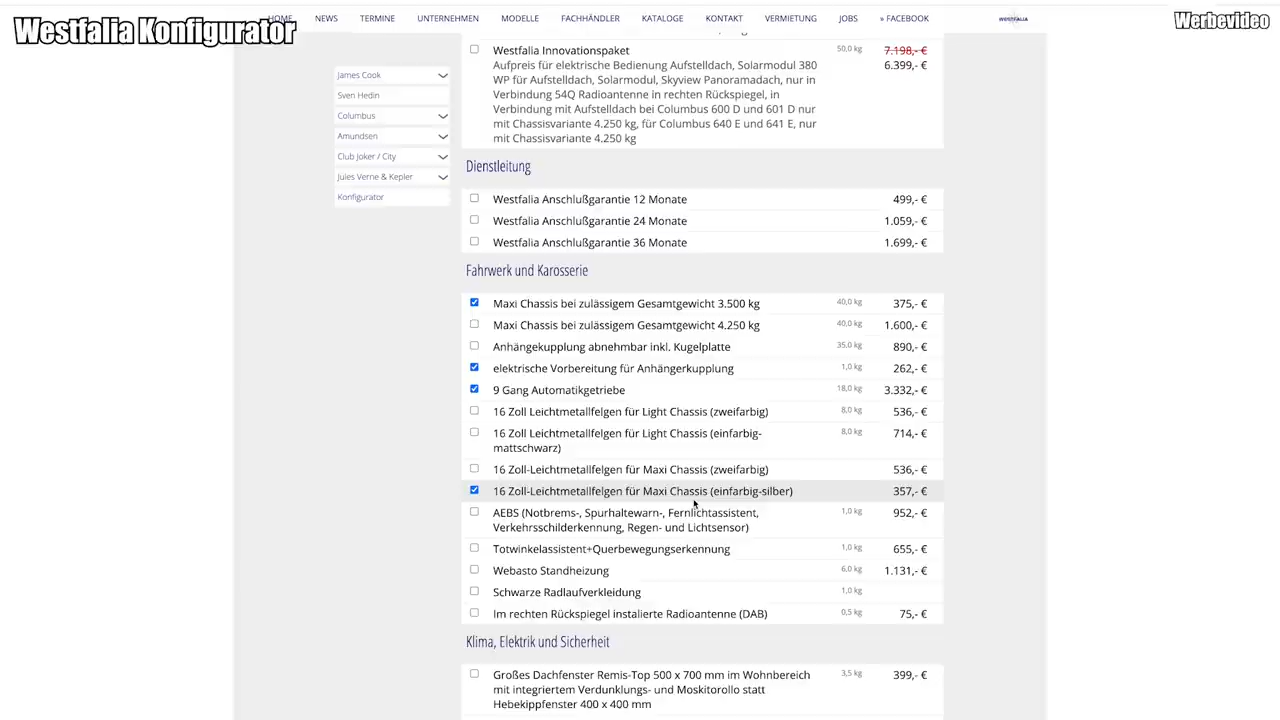 Westfalia Konfigurator
HOME NEWS TERMINE UNTERNEHMEN MODELLE FACHHÄNDLER KATALOGE KONTAKT VERMIETUNG JOBS » FACEBOOK WESTFALIA
Werbevideo
James Cook
Sven Hedin
Columbus
Amundsen
Club Joker / City
Jules Verne & Kepler
Konfigurator
Westfalia Innovationspaket 50,0 kg 7.198,- €
Aufpreis für elektrische Bedienung Aufstelldach, Solarmodul 380 6.399,- €
WP für Aufstelldach, Solarmodul, Skyview Panoramadach, nur in
Verbindung 54Q Radioantenne in rechten Rückspiegel, in
Verbindung mit Aufstelldach bei Columbus 600 D und 601 D nur
mit Chassisvariante 4.250 kg, für Columbus 640 E und 641 E, nur
mit Chassisvariante 4.250 kg
Dienstleitung
Westfalia Anschlußgarantie 12 Monate 499,- €
Westfalia Anschlußgarantie 24 Monate 1.059,- €
Westfalia Anschlußgarantie 36 Monate 1.699,- €
Fahrwerk und Karosserie
Maxi Chassis bei zulässigem Gesamtgewicht 3.500 kg 40,0 kg 375,- €
Maxi Chassis bei zulässigem Gesamtgewicht 4.250 kg 40,0 kg 1.600,- €
Anhängekupplung abnehmbar inkl. Kugelplatte 35,0 kg 890,- €
elektrische Vorbereitung für Anhängerkupplung 1,0 kg 262,- €
9 Gang Automatikgetriebe 18,0 kg 3.332,- €
16 Zoll Leichtmetallfelgen für Light Chassis (zweifarbig) 8,0 kg 536,- €
16 Zoll Leichtmetallfelgen für Light Chassis (einfarbig- 8,0 kg 714,- €
mattschwarz)
16 Zoll-Leichtmetallfelgen für Maxi Chassis (zweifarbig) 536,- €
16 Zoll-Leichtmetallfelgen für Maxi Chassis (einfarbig-silber) 357,- €
AEBS (Notbrems-, Spurhaltewarn-, Fernlichtassistent, 1,0 kg 952,- €
Verkehrsschilderkennung, Regen- und Lichtsensor)
Totwinkelassistent+Querbewegungserkennung 1,0 kg 655,- €
Webasto Standheizung 6,0 kg 1.131,- €
Schwarze Radlaufverkleidung 1,0 kg
Im rechten Rückspiegel instalierte Radioantenne (DAB) 0,5 kg 75,- €
Klima, Elektrik und Sicherheit
Großes Dachfenster Remis-Top 500 x 700 mm im Wohnbereich 3,5 kg 399,- €
mit integriertem Verdunklungs- und Moskitorollo statt
Hebekippfenster 400 x 400 mm